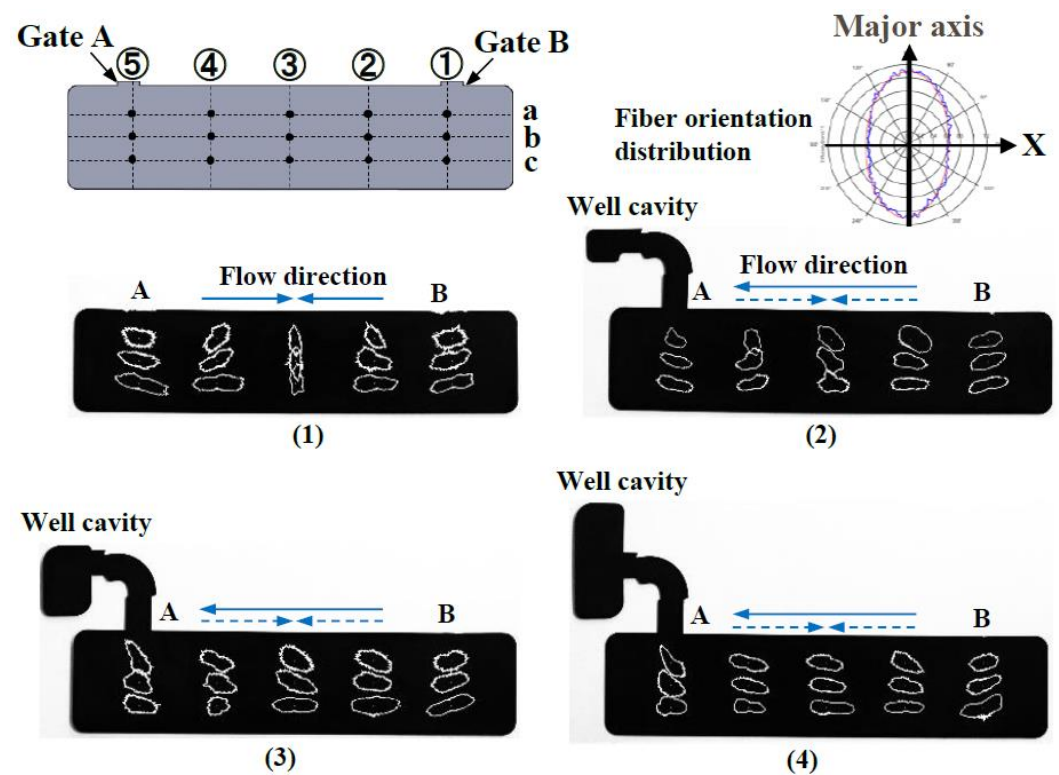 Gate A
⑤ ④ ③ ② ①
Gate B
a
b
c
Major axis
Fiber orientation
distribution
X
Well cavity
Flow direction
A
B
(1)
Flow direction
A
B
(2)
Well cavity
A
B
(3)
Well cavity
A
B
(4)